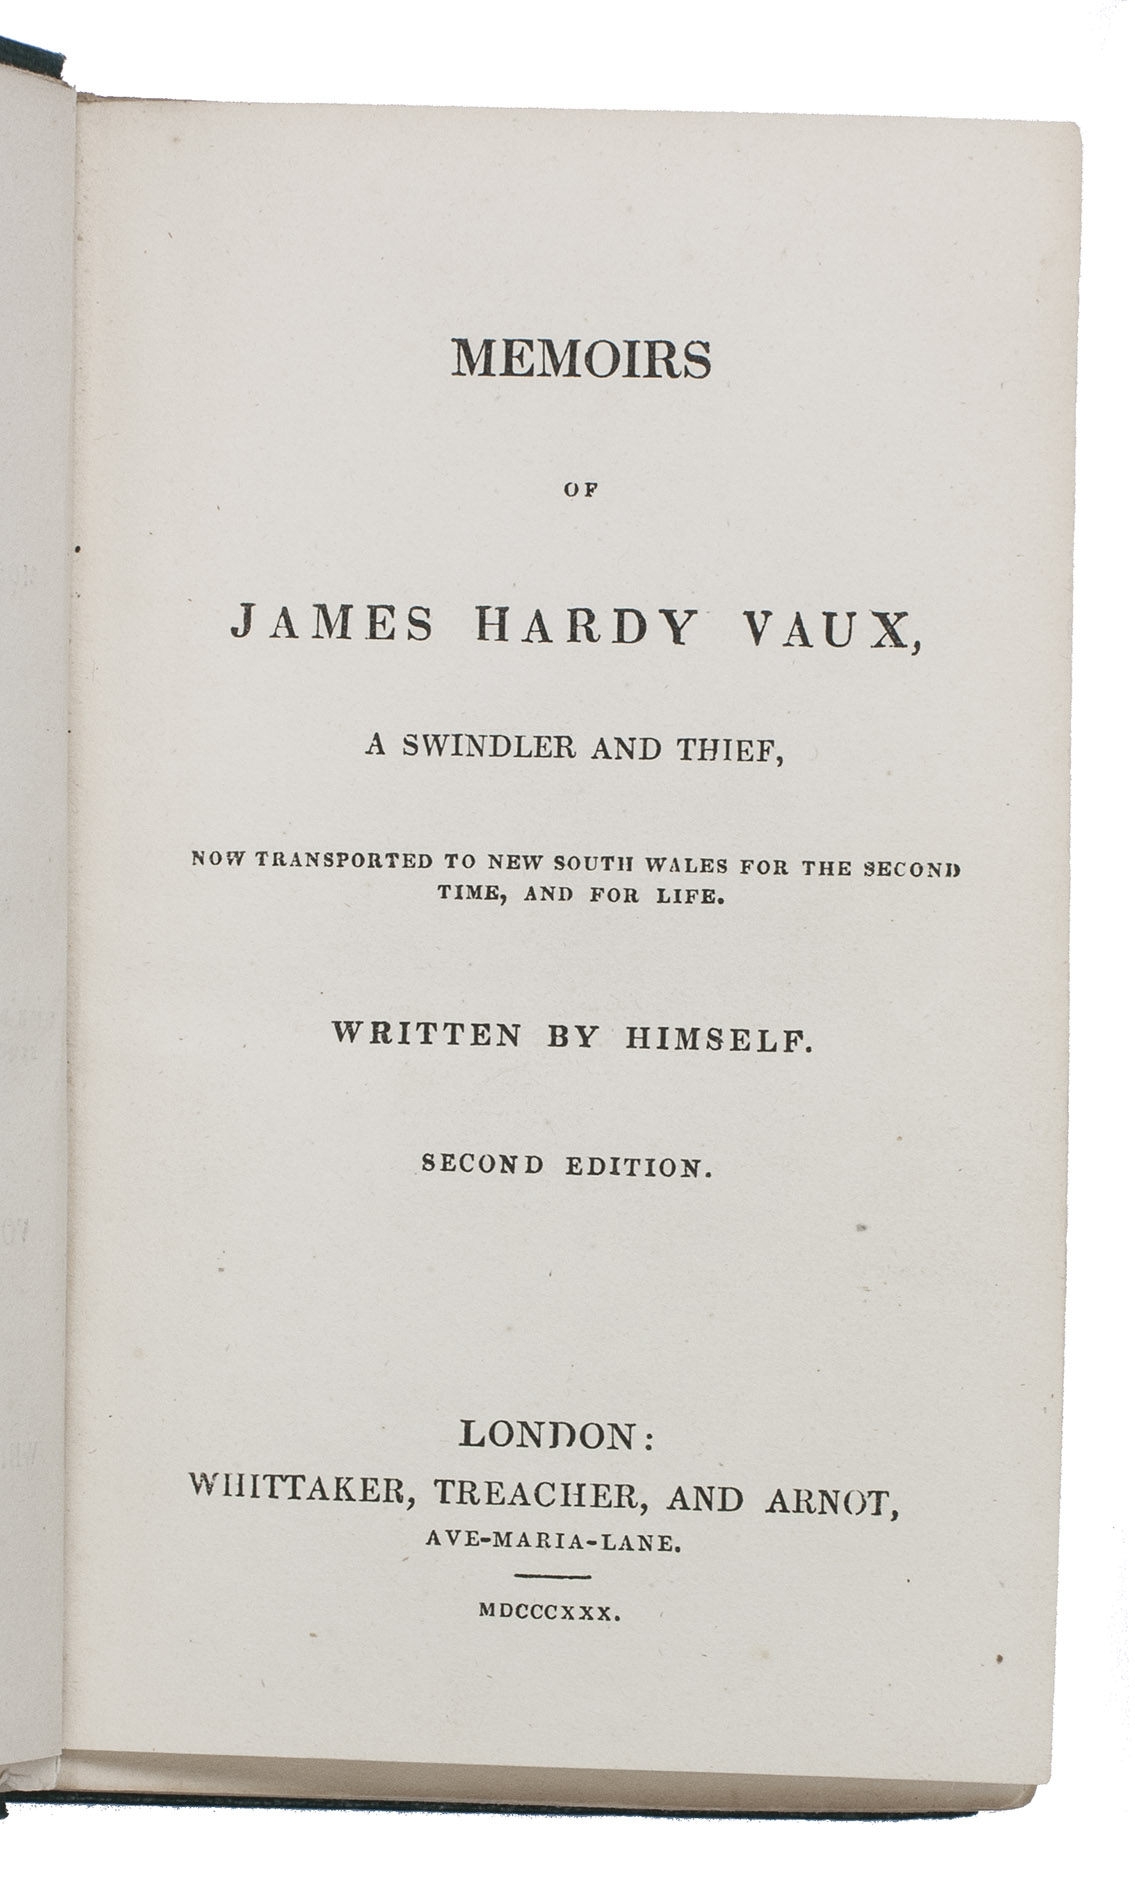 MEMOIRS
OF
JAMES HARDY VAUX,
A SWINDLER AND THIEF,
NOW TRANSPORTED TO NEW SOUTH WALES FOR THE SECOND
TIME, AND FOR LIFE.
WRITTEN BY HIMSELF.
SECOND EDITION.
LONDON:
WHITTAKER, TREACHER, AND ARNOT,
AVE-MARIA-LANE.
MDCCCXXX.